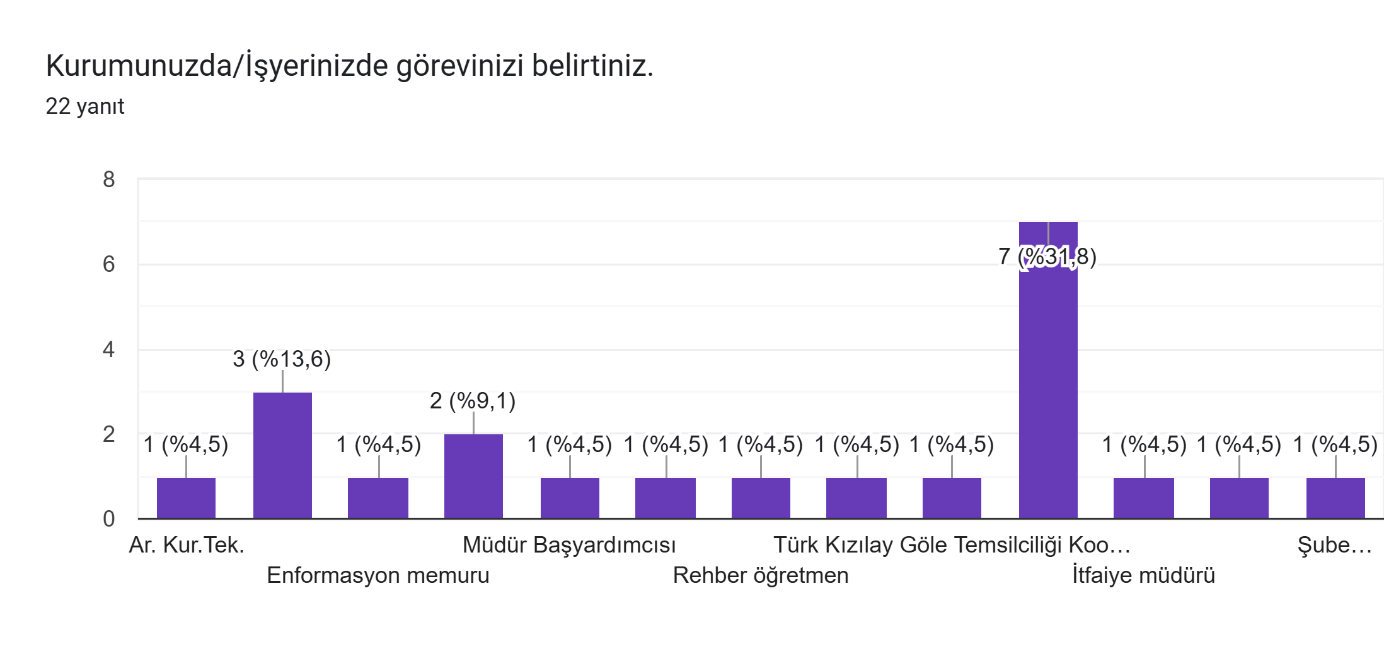 Kurumunuzda/İşyerinizde görevinizi belirtiniz.
22 yanıt
8
6
4
2
0
1 (%4,5)
3 (%13,6)
1 (%4,5)
2 (%9,1)
1 (%4,5)
1 (%4,5)
1 (%4,5)
1 (%4,5)
1 (%4,5)
7 (%31,8)
1 (%4,5)
1 (%4,5)
1 (%4,5)
Ar. Kur.Tek.
Enformasyon memuru
Müdür Başyardımcısı
Rehber öğretmen
Türk Kızılay Göle Temsilciliği Koo…
İtfaiye müdürü
Şube…